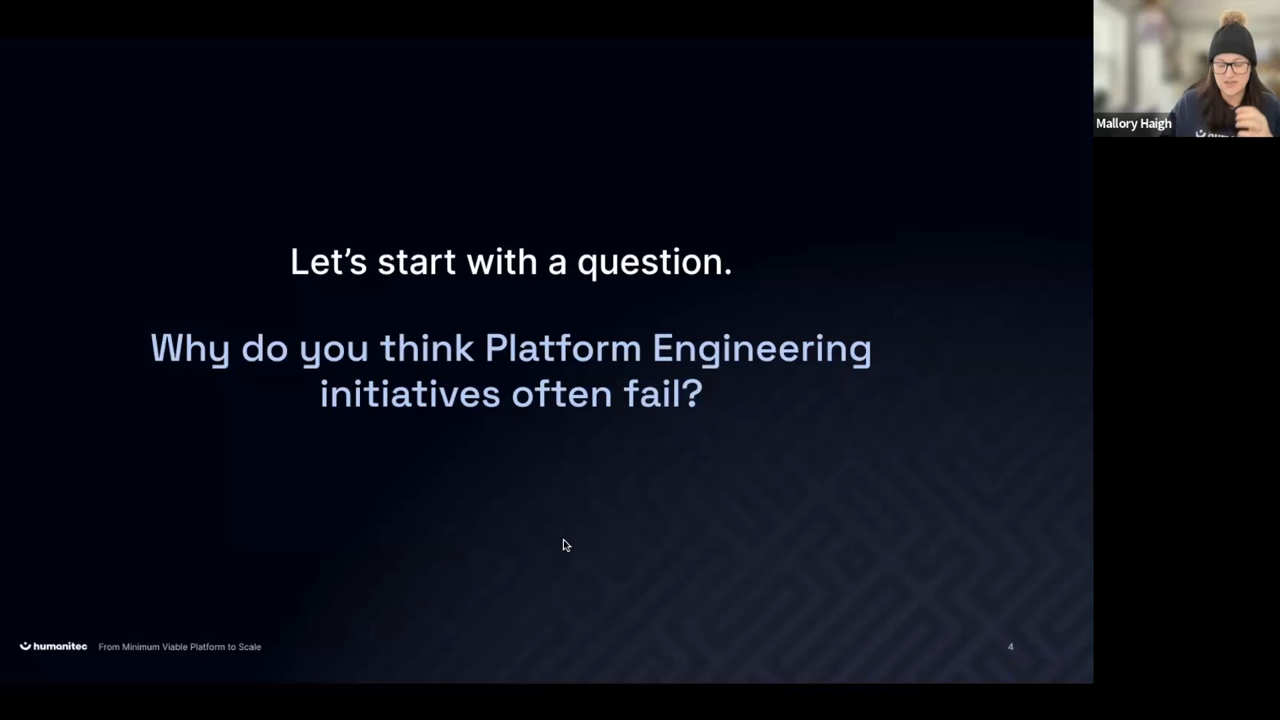 Let's start with a question.
Why do you think Platform Engineering
initiatives often fail?
humanitec
From Minimum Viable Platform to Scale
4
Mallory Haigh